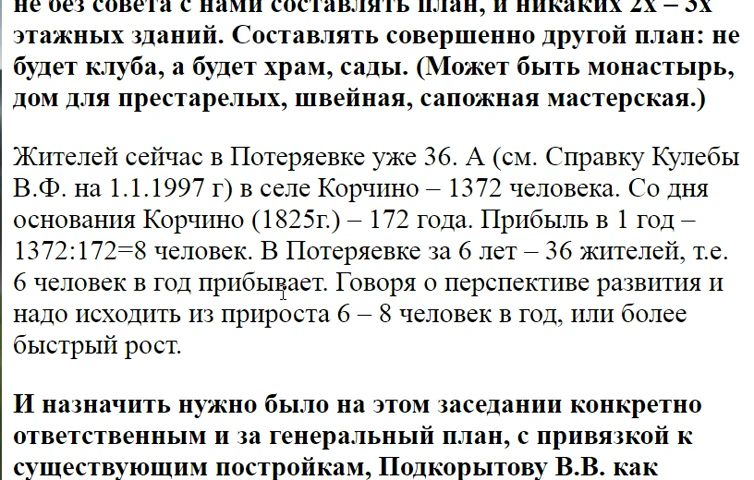 не без совета с нами составлять план, и никаких 2х – 3х
этажных зданий. Составлять совершенно другой план: не
будет клуба, а будет храм, сады. (Может быть монастырь,
дом для престарелых, швейная, сапожная мастерская.)
Жителей сейчас в Потеряевке уже 36. А (см. Справку Кулебы
В.Ф. на 1.1.1997 г) в селе Корчино – 1372 человека. Со дня
основания Корчино (1825г.) – 172 года. Прибыль в 1 год –
1372:172=8 человек. В Потеряевке за 6 лет – 36 жителей, т.е.
6 человек в год прибывает. Говоря о перспективе развития и
надо исходить из прироста 6 – 8 человек в год, или более
быстрый рост.
И назначить нужно было на этом заседании конкретно
ответственным и за генеральный план, с привязкой к
существующим постройкам, Подкорытову В.В. как